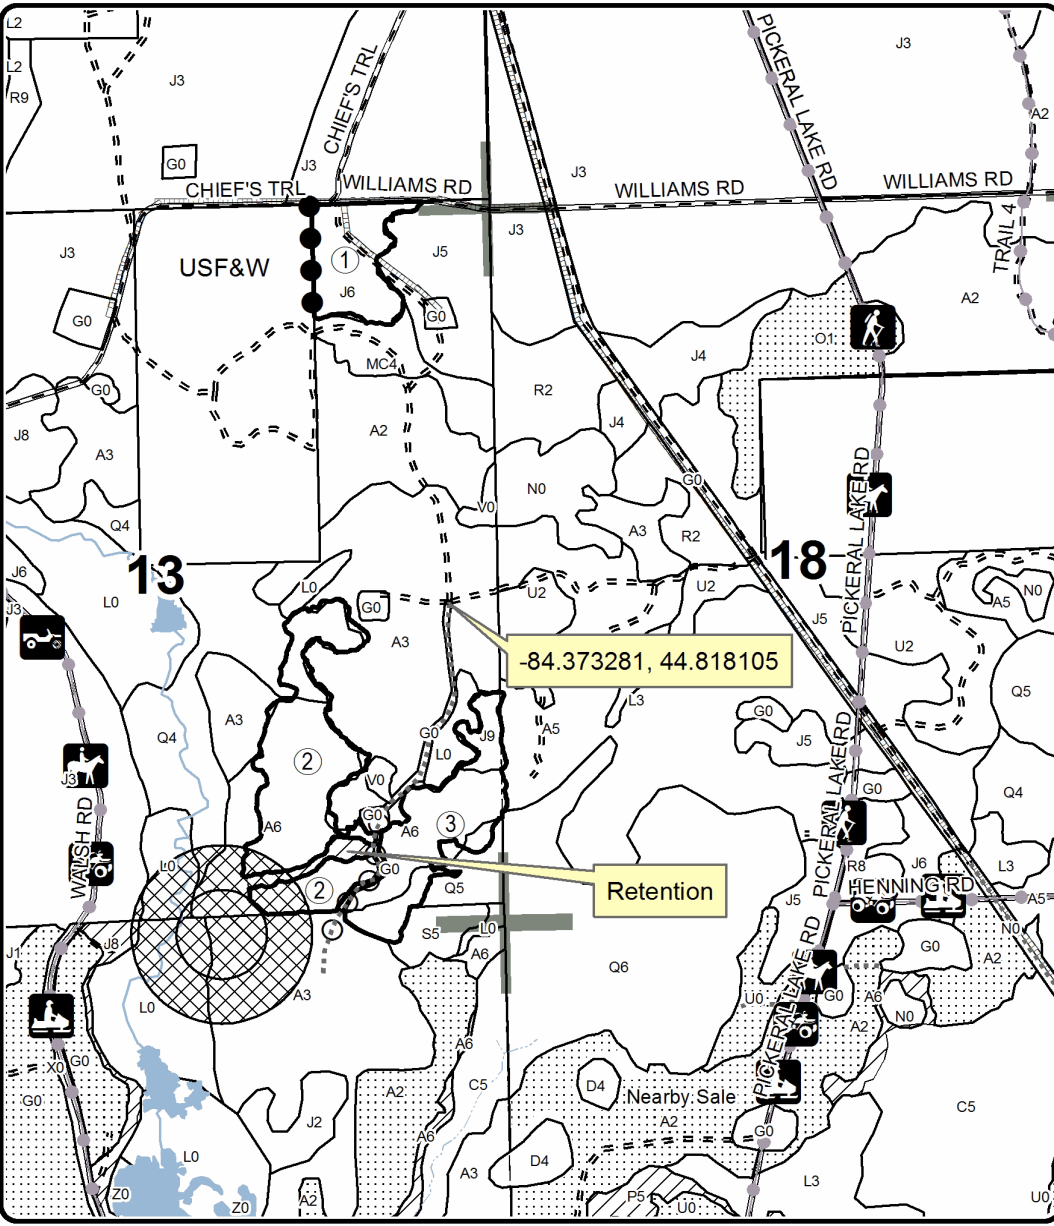 L2
L2
R9
J3
CHIEF'S TRL
PICKERAL LAKE RD
J3
A2
G0
J3
J3
CHIEF'S TRL
WILLIAMS RD
WILLIAMS RD
WILLIAMS RD
J3
J3
TRAIL 4
USF&W
1
J5
J6
A2
G0
G0
O1
MC4
J4
G0
R2
J8
A3
A2
J4
PICKERAL LAKE RD
G0
N0
V0
Q4
A3
R2
13
18
J6
L0
L0
U2
U2
J3
G0
A5
N0
A3
J5
U2
-84.373281, 44.818105
Q5
A3
L3
G0
A5
Q4
G0
J9
J5
PICKERAL LAKE RD
L0
2
J3
V0
G0
Q4
WALSH RD
G0
A6
A6
3
L0
G0
R8
J6
L3
Retention
2
Q5
HENNING RD
J5
A5
J8
S5
L0
N0
J1
A6
G0
A2
Q6
PICKERAL LAKE RD
A3
G0
L0
U0
A6
N0
A2
A6
X0
G0
G0
C5
D4
Nearby Sale
A2
A2
C5
J2
A6
G0
L0
A3
D4
L3
Z0
Z0
A2
P5
U0
U0